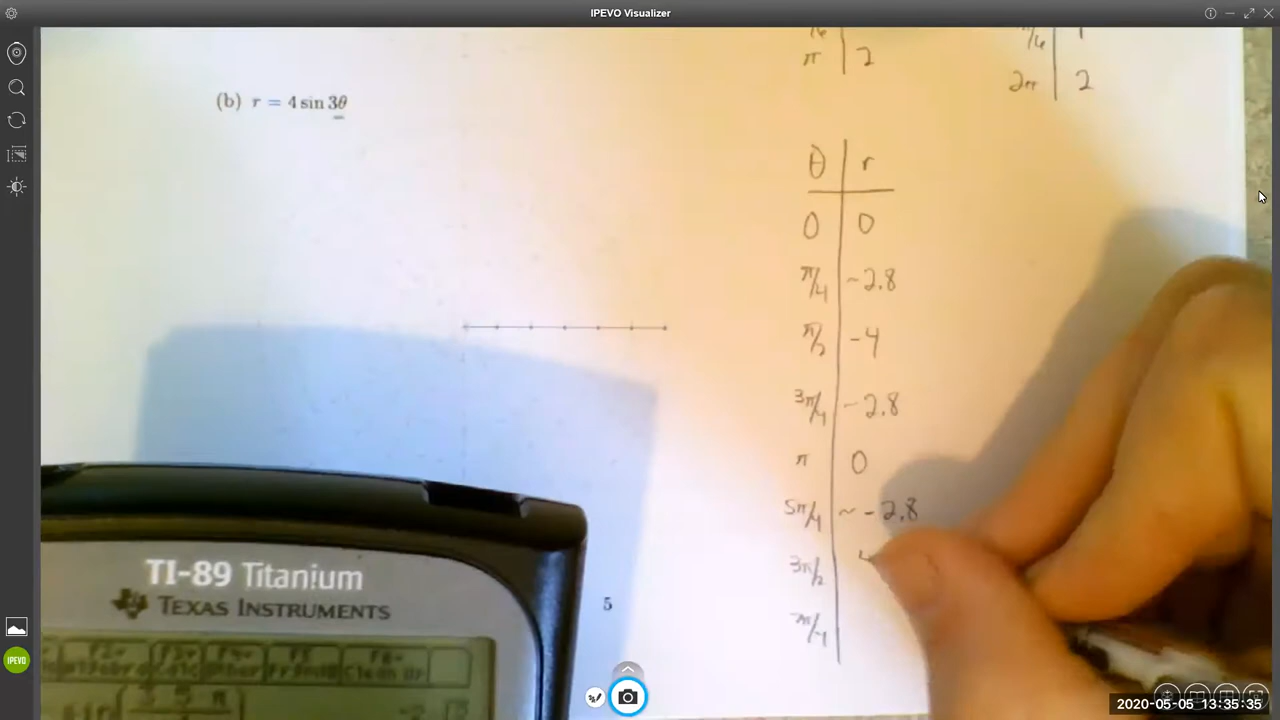 IPEVO Visualizer
π | 2
2π | 2
(b) r = 4 sin 3θ
θ | r
0 | 0
π/4 | ~2.8
π/2 | -4
3π/4 | ~2.8
π | 0
5π/4 | ~ -2.8
3π/2 | 4
7π/4
TI-89 Titanium
TEXAS INSTRUMENTS
5
IPEVO
2020-05-05 13:35:35